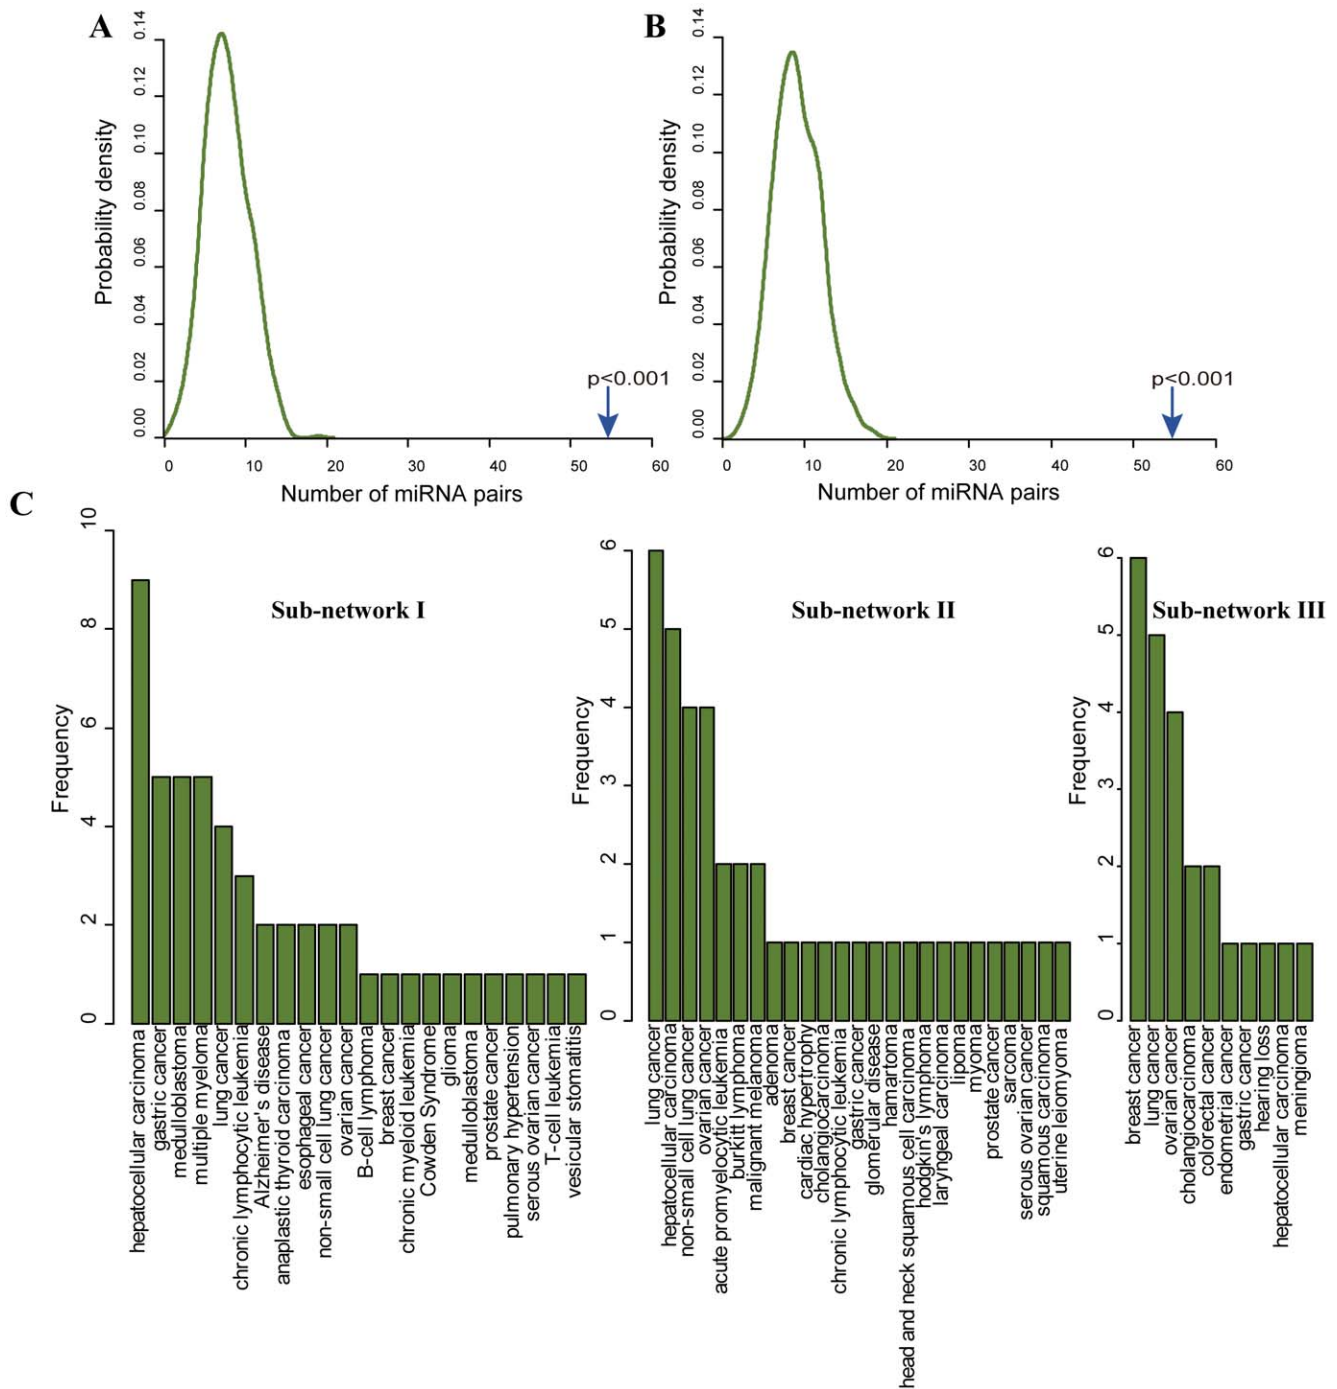 A
Probability density
0.00
0.02
0.04
0.06
0.08
0.10
0.12
0.14
p<0.001
0 10 20 30 40 50 60
Number of miRNA pairs
B
Probability density
0.00
0.02
0.04
0.06
0.08
0.10
0.12
0.14
p<0.001
0 10 20 30 40 50 60
Number of miRNA pairs
C
Sub-network I
Frequency
0
2
4
6
8
10
hepatocellular carcinoma
gastric cancer
medulloblastoma
multiple myeloma
lung cancer
chronic lymphocytic leukemia
Alzheimer's disease
anaplastic thyroid carcinoma
esophageal cancer
non-small cell lung cancer
ovarian cancer
B-cell lymphoma
breast cancer
chronic myeloid leukemia
Cowden Syndrome
glioma
medulloblastoma
prostate cancer
pulmonary hypertension
serous ovarian cancer
T-cell leukemia
vesicular stomatitis
Sub-network II
Frequency
0
1
2
3
4
5
6
lung cancer
hepatocellular carcinoma
non-small cell lung cancer
ovarian cancer
acute promyelocytic leukemia
burkitt lymphoma
malignant melanoma
adenoma
breast cancer
cardiac hypertrophy
cholangiocarcinoma
chronic lymphocytic leukemia
gastric cancer
glomerular disease
hamartoma
head and neck squamous cell carcinoma
hodgkin's lymphoma
laryngeal carcinoma
lipoma
myoma
prostate cancer
sarcoma
serous ovarian cancer
squamous carcinoma
uterine leiomyoma
Sub-network III
Frequency
0
1
2
3
4
5
6
breast cancer
lung cancer
ovarian cancer
cholangiocarcinoma
colorectal cancer
endometrial cancer
gastric cancer
hearing loss
hepatocellular carcinoma
meningioma